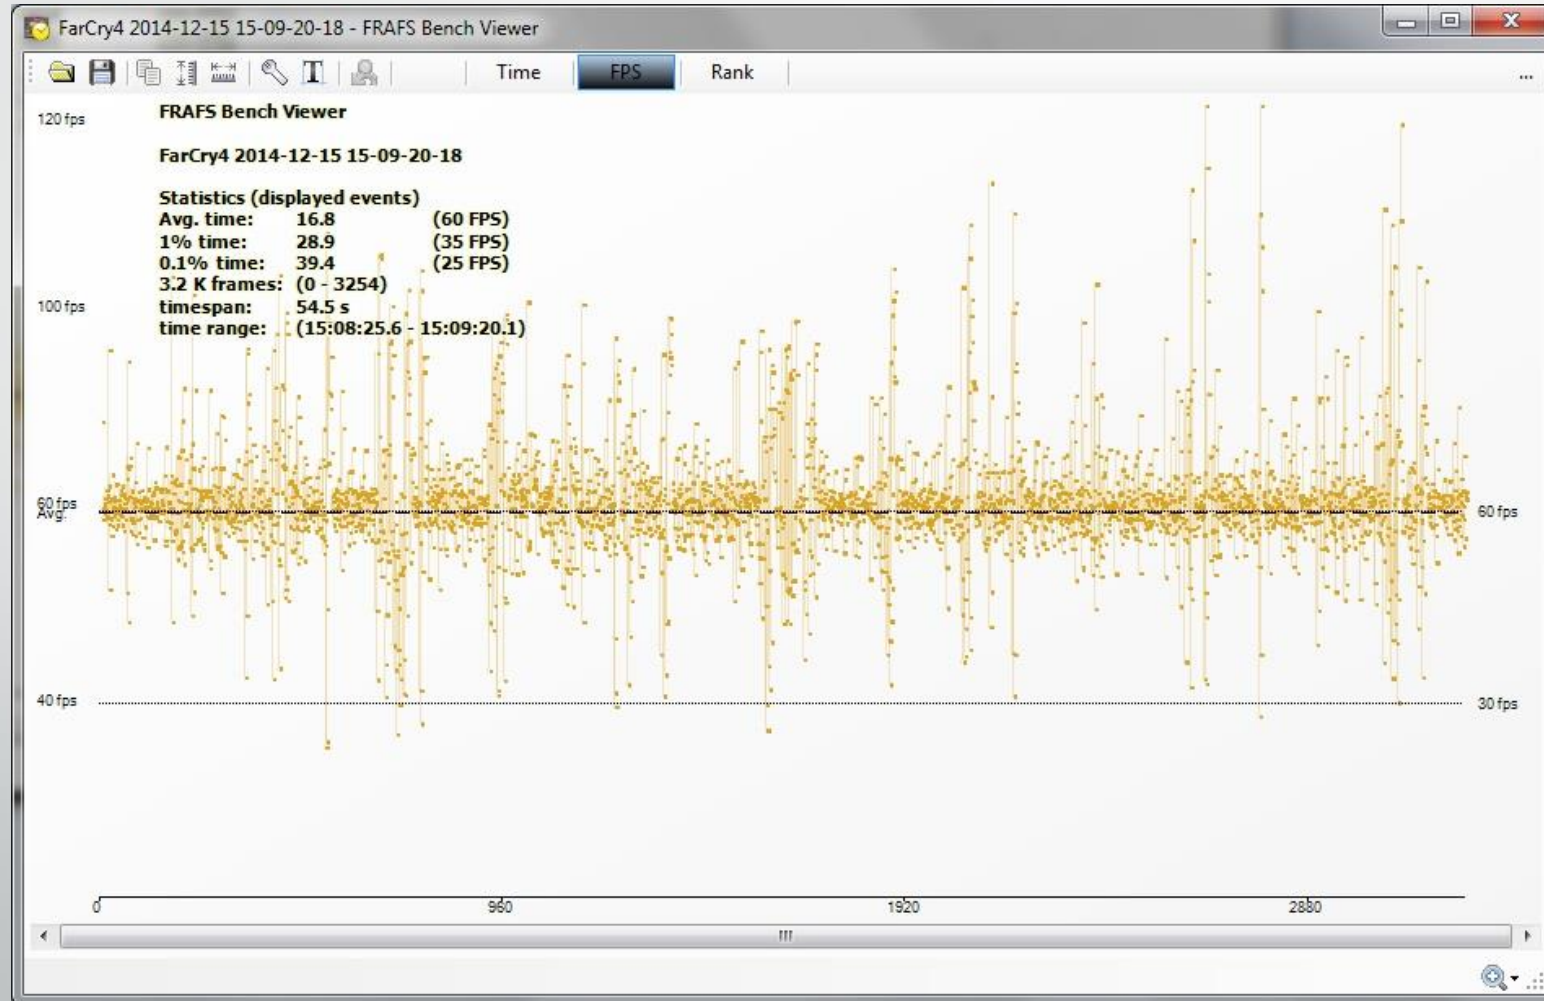 FarCry4 2014-12-15 15-09-20-18 - FRAFS Bench Viewer
T Time FPS Rank ...
120 fps
FRAFS Bench Viewer
FarCry4 2014-12-15 15-09-20-18
Statistics (displayed events)
Avg. time: 16.8 (60 FPS)
1% time: 28.9 (35 FPS)
0.1% time: 39.4 (25 FPS)
3.2 K frames: (0 - 3254)
100 fps
timespan: 54.5 s
time range: (15:08:25.6 - 15:09:20.1)
60 fps
Avg.
60 fps
40 fps
30 fps
0 960 1920 2880